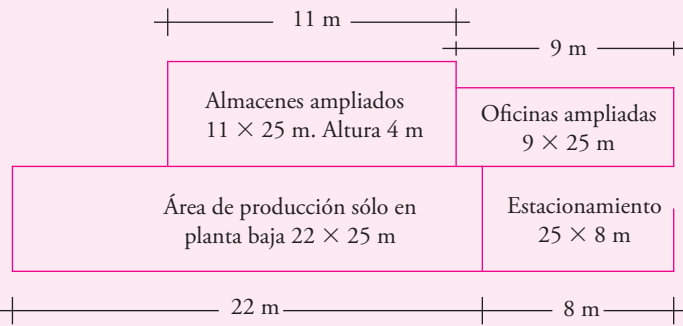 11 m
9 m
Almacenes ampliados
11 × 25 m. Altura 4 m
Oficinas ampliadas
9 × 25 m
Área de producción sólo en
planta baja 22 × 25 m
Estacionamiento
25 × 8 m
22 m
8 m